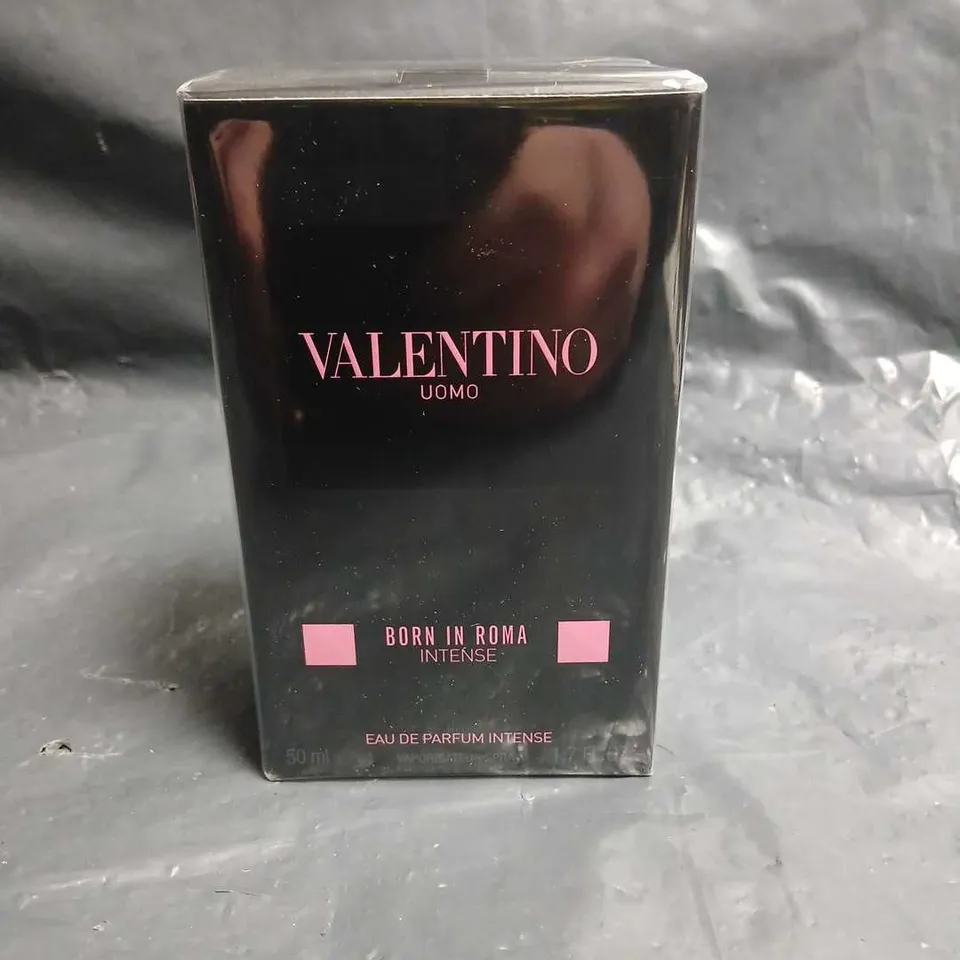 VALENTINO
UOMO
BORN IN ROMA
INTENSE
EAU DE PARFUM INTENSE
50 ml